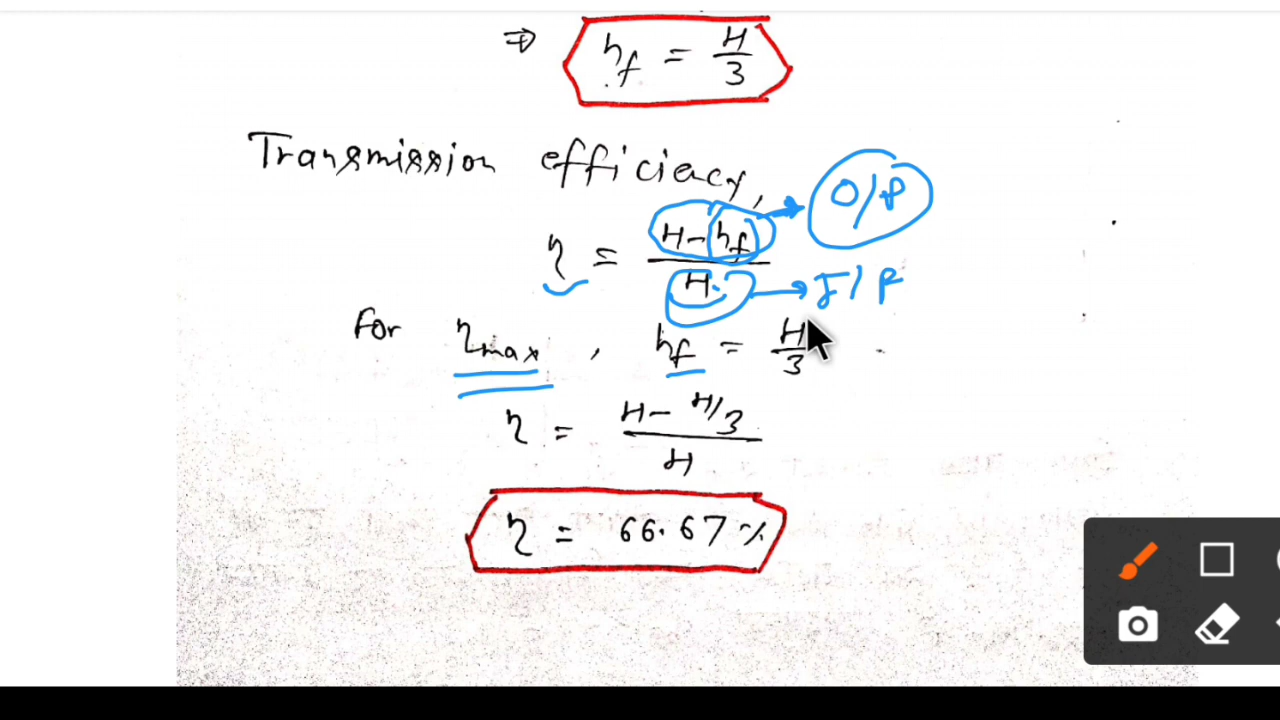 ⇒ hf = H/3
Transmission efficiency,
η = (H - hf)/H → O/P
→ I/P
For ηmax, hf = H/3
η = (H - H/3)/H
η = 66.67 %